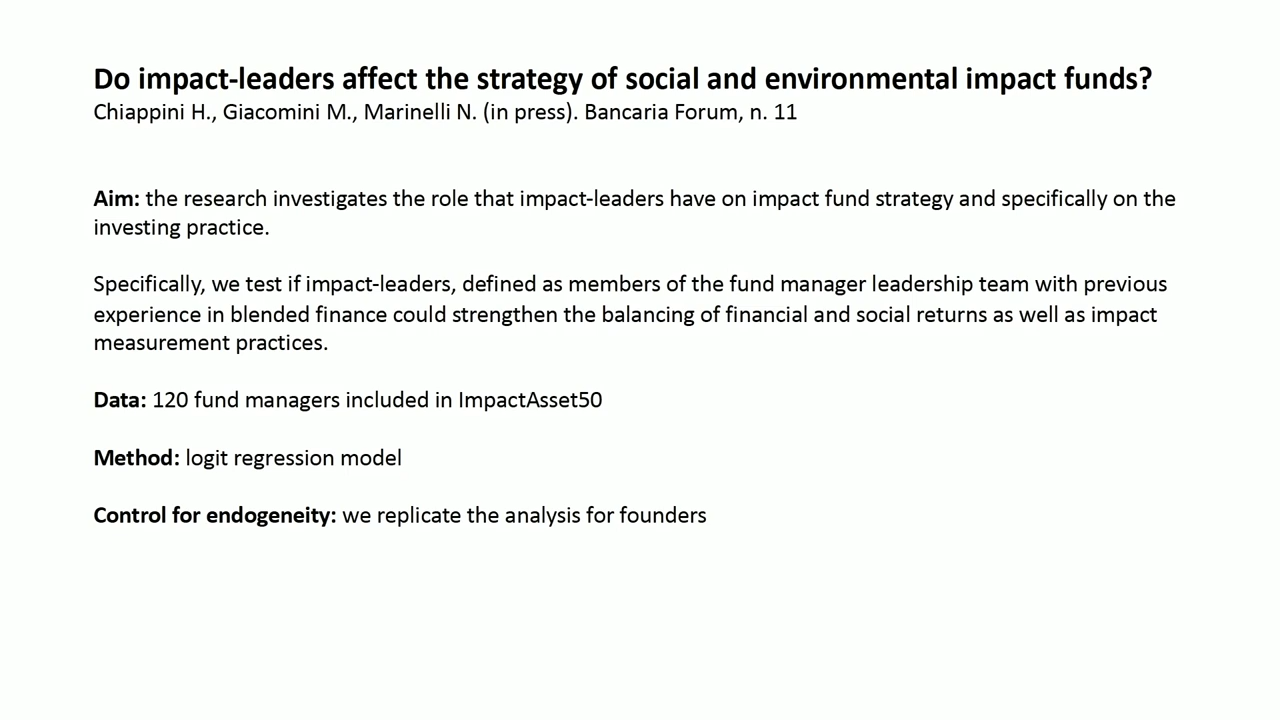 Do impact-leaders affect the strategy of social and environmental impact funds?
Chiappini H., Giacomini M., Marinelli N. (in press). Bancaria Forum, n. 11
Aim: the research investigates the role that impact-leaders have on impact fund strategy and specifically on the
investing practice.
Specifically, we test if impact-leaders, defined as members of the fund manager leadership team with previous
experience in blended finance could strengthen the balancing of financial and social returns as well as impact
measurement practices.
Data: 120 fund managers included in ImpactAsset50
Method: logit regression model
Control for endogeneity: we replicate the analysis for founders